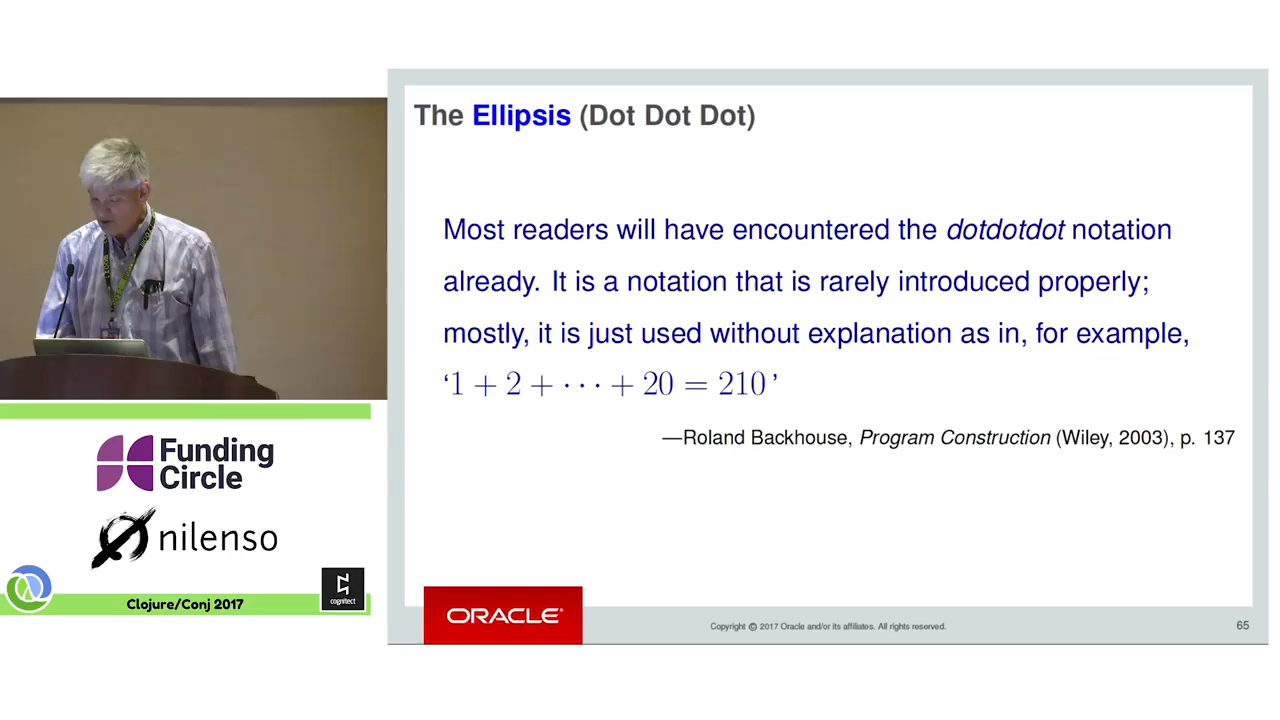 The Ellipsis (Dot Dot Dot)
Most readers will have encountered the dotdotdot notation
already. It is a notation that is rarely introduced properly;
mostly, it is just used without explanation as in, for example,
‘1 + 2 + ··· + 20 = 210’
—Roland Backhouse, Program Construction (Wiley, 2003), p. 137
Funding
Circle
nilenso
Clojure/Conj 2017
cognitect
ORACLE®
Copyright © 2017 Oracle and/or its affiliates. All rights reserved.
65